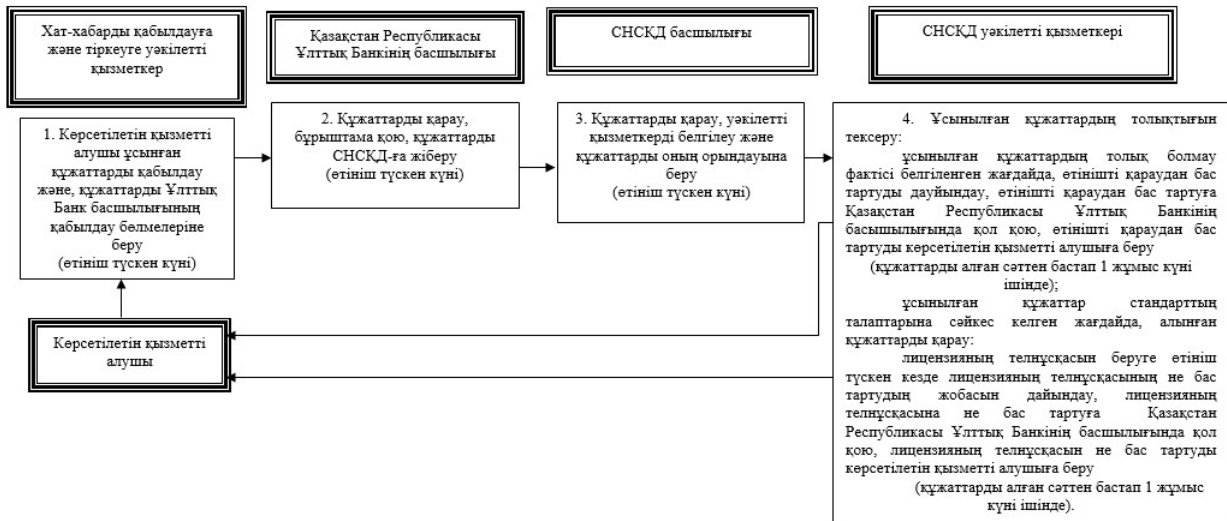 Хат-хабарды қабылдауға
және тіркеуге уәкілетті
қызметкер
Қазақстан Республикасы
Ұлттық Банкінің басшылығы
СНСҚД басшылығы
СНСҚД уәкілетті қызметкері
1. Көрсетілетін қызметті
алушы ұсынған
құжаттарды қабылдау
және, құжаттарды Ұлттық
Банк басшылығының
қабылдау бөлмелеріне
беру
(өтініш түскен күні)
2. Құжаттарды қарау,
бұрыштама қою, құжаттарды
СНСҚД-ға жіберу
(өтініш түскен күні)
3. Құжаттарды қарау, уәкілетті
қызметкерді белгілеу және
құжаттарды оның орындауына
беру
(өтініш түскен күні)
4. Ұсынылған құжаттардың толықтығын
тексеру:
ұсынылған құжаттардың толық болмау
фактісі белгіленген жағдайда, өтінішті қараудан бас
тартуды дауйындау, өтінішті қараудан бас тартуға
Қазақстан Республикасы Ұлттық Банкінің
басышылығында қол қою, өтінішті қараудан бас
тартуды көрсетілетін қызметті алушыға беру
(құжаттарды алған сәттен бастап 1 жұмыс күні
ішінде);
ұсынылған құжаттар стандарттың
талаптарына сәйкес келген жағдайда, алынған
құжаттарды қарау:
лицензияның телнұсқасын беруге өтініш
түскен кезде лицензияның телнұсқасының не бас
тартудың жобасын дайындау, лицензияның
телнұсқасына не бас тартуға Қазақстан
Республикасы Ұлттық Банкінің басшылығында қол
қою, лицензияның телнұсқасын не бас тартуды
көрсетілетін қызметті алушыға беру
(құжаттарды алған сәттен бастап 1 жұмыс
күні ішінде).
Көрсетілетін қызметті
алушы